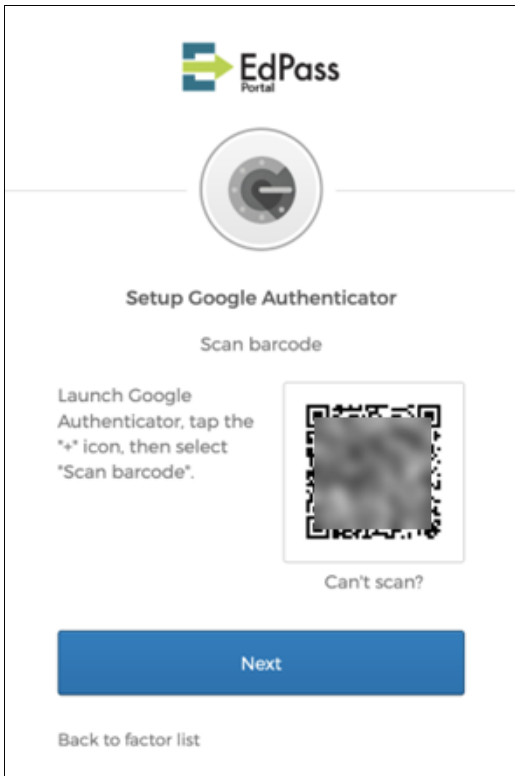 EdPass
Portal
Setup Google Authenticator
Scan barcode
Launch Google
Authenticator, tap the
"+" icon, then select
"Scan barcode".
Can't scan?
Next
Back to factor list